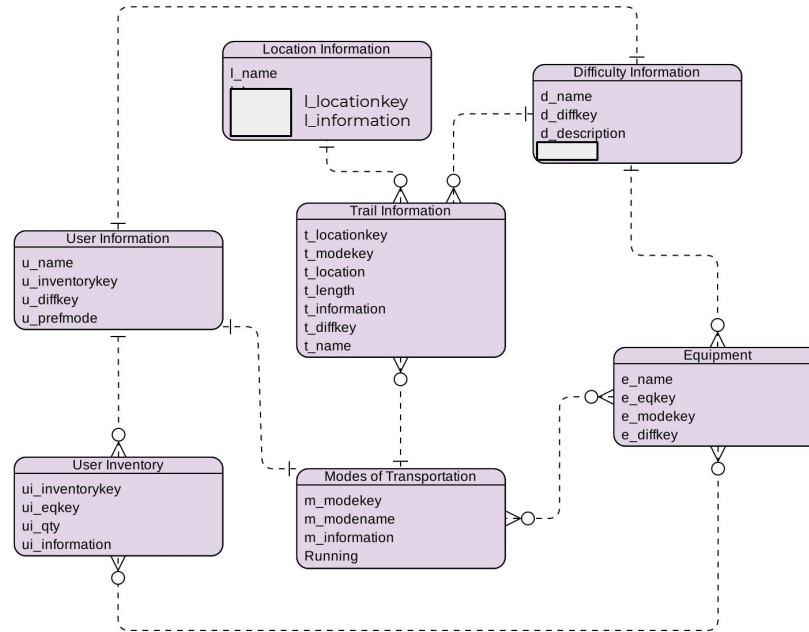 Location Information
l_name
l_locationkey
l_information
Difficulty Information
d_name
d_diffkey
d_description
Trail Information
t_locationkey
t_modekey
t_location
t_length
t_information
t_diffkey
t_name
User Information
u_name
u_inventorykey
u_diffkey
u_prefmode
Equipment
e_name
e_eqkey
e_modekey
e_diffkey
User Inventory
ui_inventorykey
ui_eqkey
ui_qty
ui_information
Modes of Transportation
m_modekey
m_modename
m_information
Running